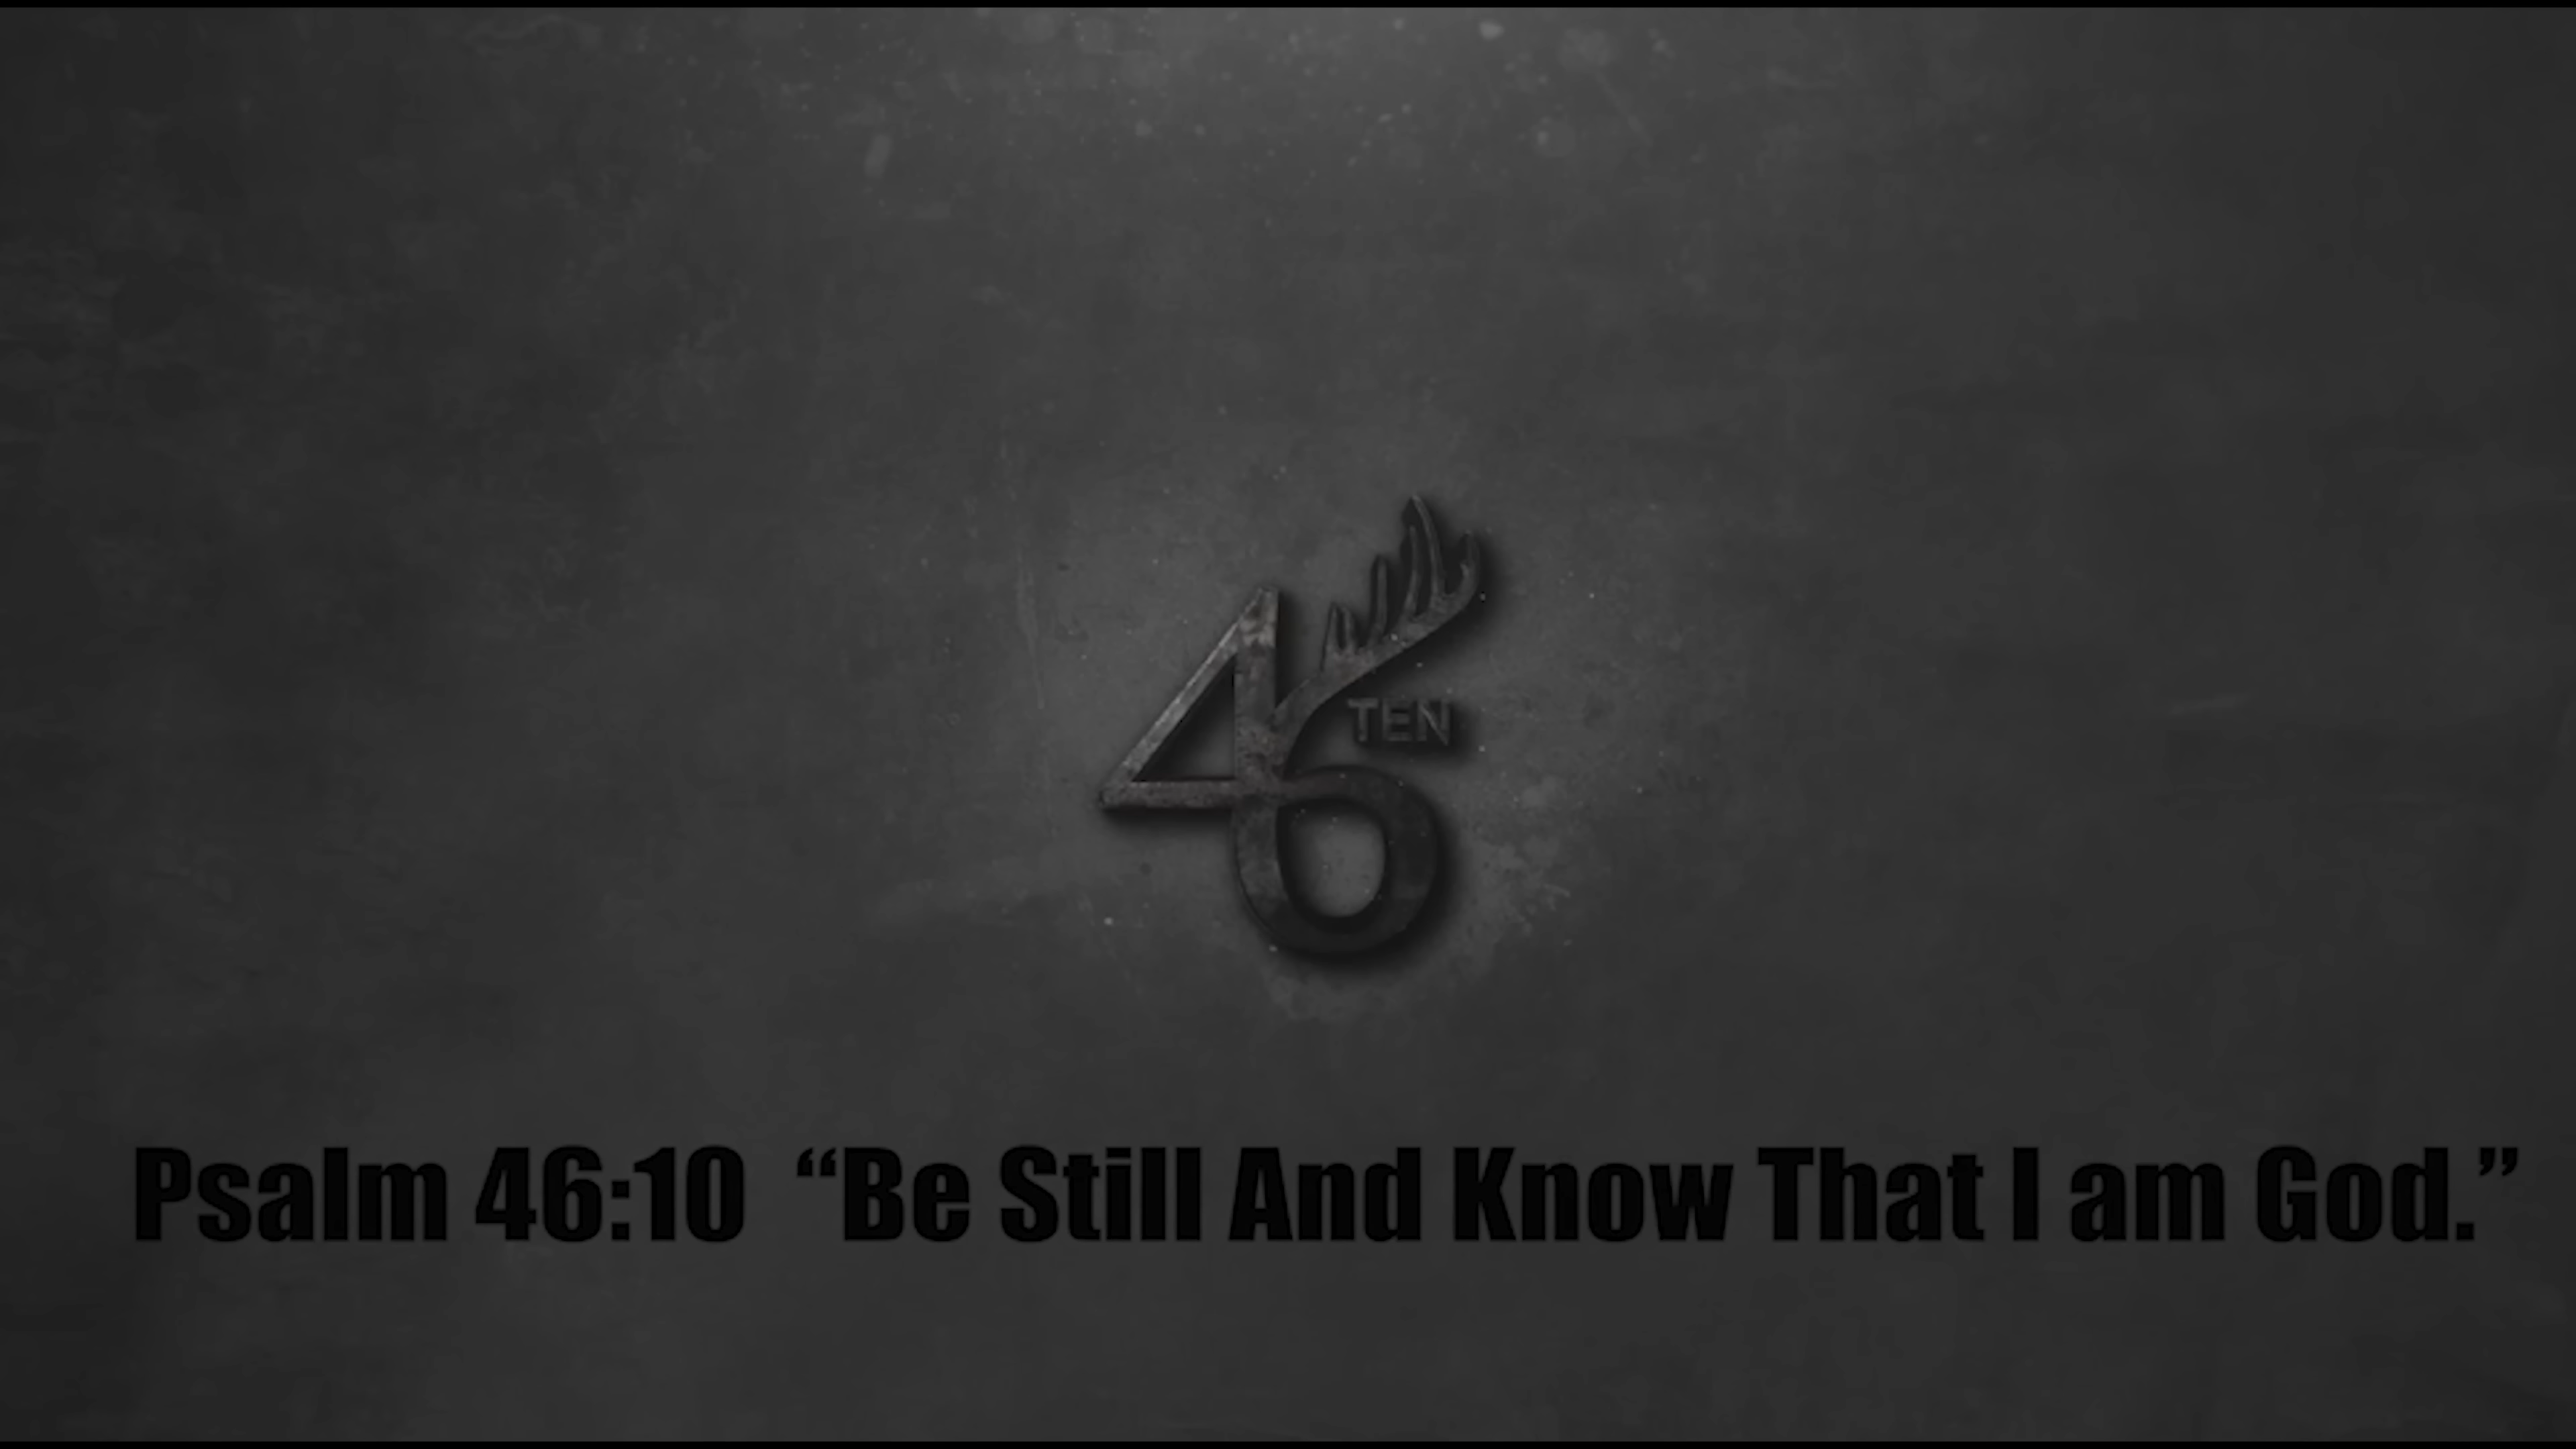 46
TEN
Psalm 46:10 “Be Still And Know That I am God.”